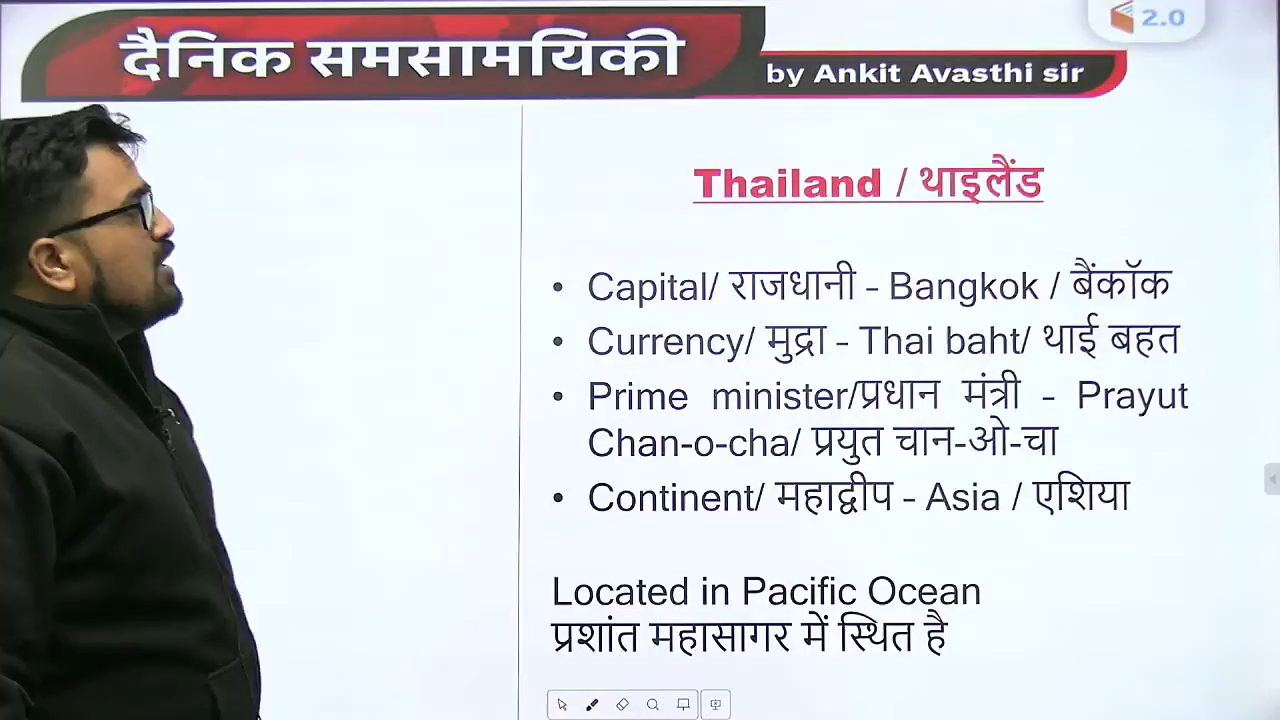 दैनिक समसामयिकी
by Ankit Avasthi sir
2.0
Thailand / थाइलैंड
• Capital/ राजधानी – Bangkok / बैंकॉक
• Currency/ मुद्रा – Thai baht/ थाई बहत
• Prime minister/प्रधान मंत्री – Prayut
Chan-o-cha/ प्रयुत चान-ओ-चा
• Continent/ महाद्वीप – Asia / एशिया
Located in Pacific Ocean
प्रशांत महासागर में स्थित है